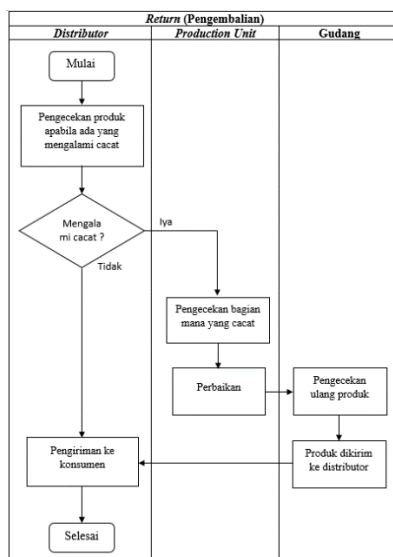 Return (Pengembalian)
Distributor
Production Unit
Gudang
Mulai
Pengecekan produk
apabila ada yang
mengalami cacat
Mengala
mi cacat ?
Iya
Tidak
Pengecekan bagian
mana yang cacat
Perbaikan
Pengecekan
ulang produk
Produk dikirim
ke distributor
Pengiriman ke
konsumen
Selesai